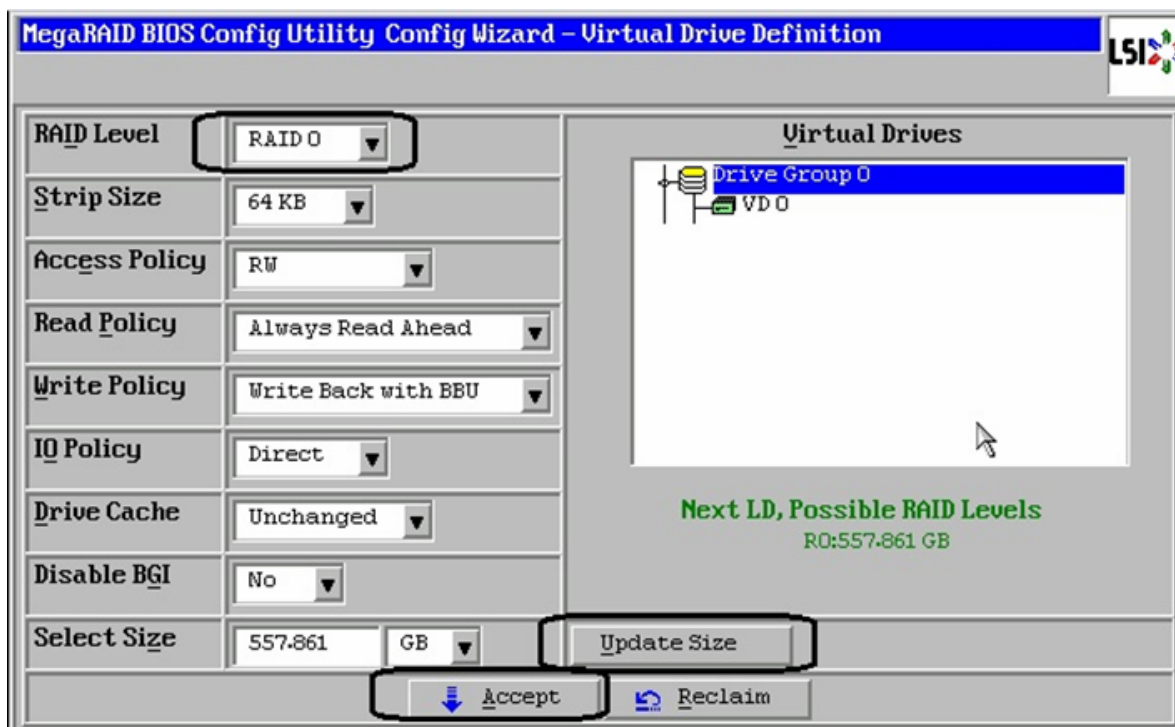 MegaRAID BIOS Config Utility Config Wizard – Virtual Drive Definition
LSI
RAID Level
RAID 0
Strip Size
64 KB
Access Policy
RW
Read Policy
Always Read Ahead
Write Policy
Write Back with BBU
IO Policy
Direct
Drive Cache
Unchanged
Disable BGI
No
Select Size
557.861
GB
Virtual Drives
Drive Group 0
VD 0
Next LD, Possible RAID Levels
R0:557.861 GB
Update Size
Accept
Reclaim